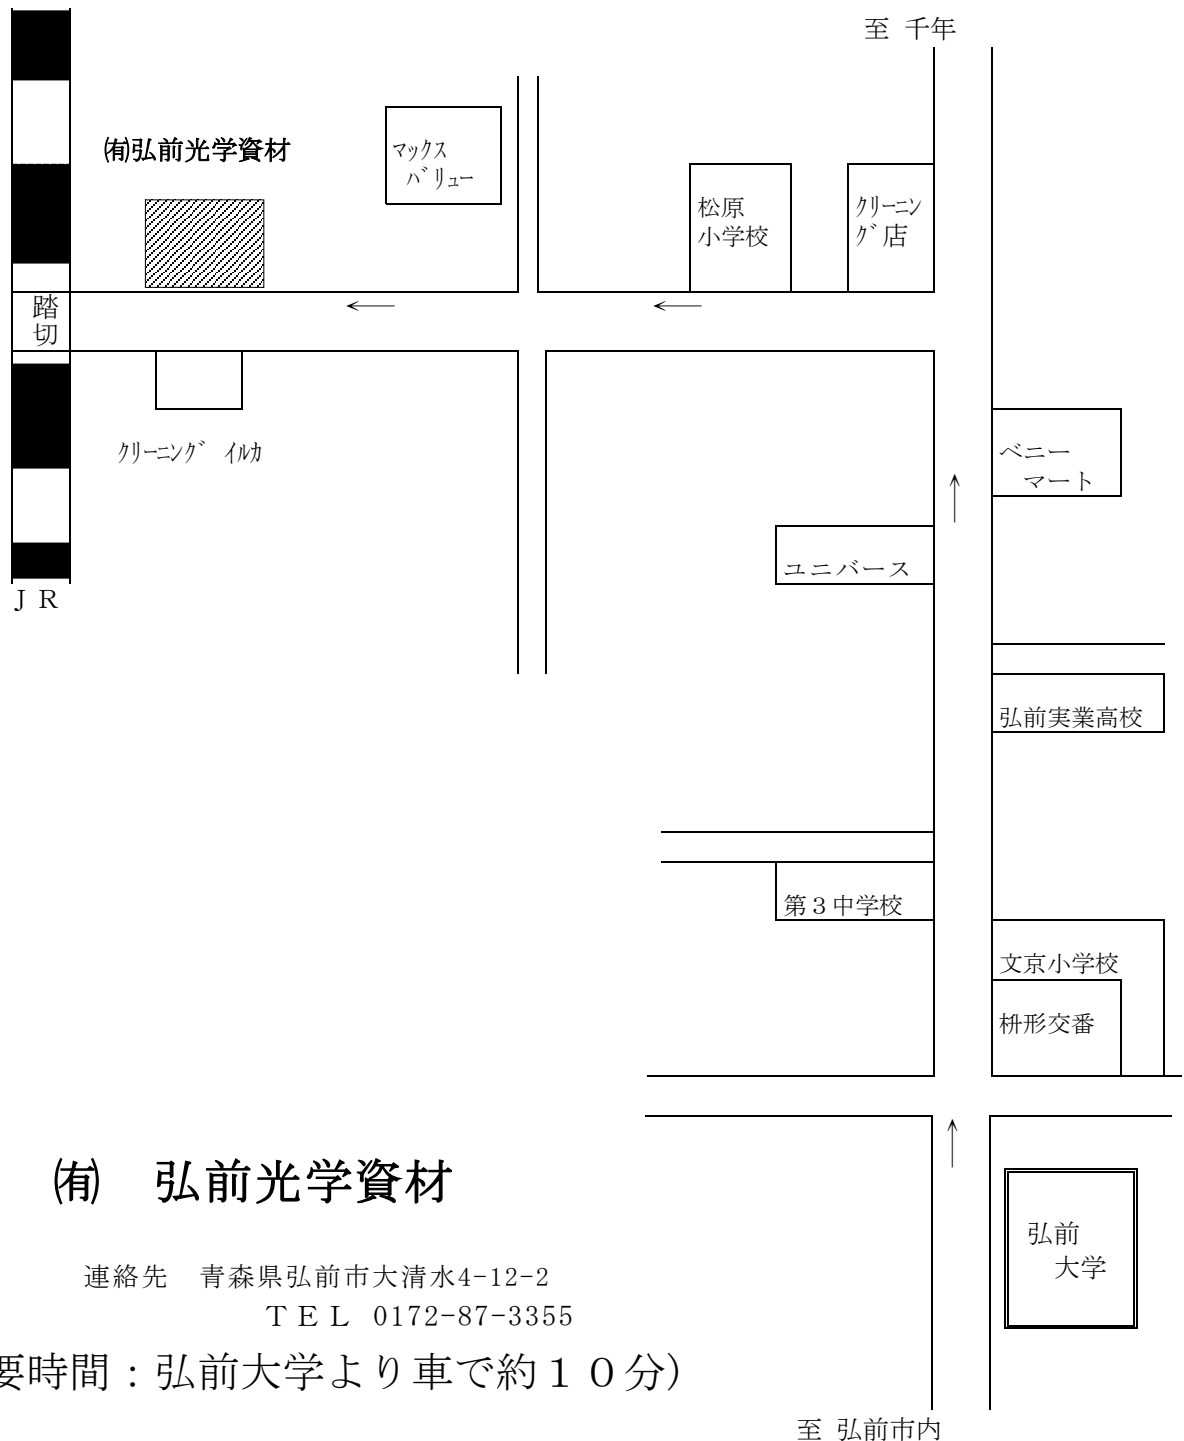 至 千年
㈲弘前光学資材
マックス
バリュー
松原
小学校
クリーニン
グ店
踏
切
クリーニング イルカ
ベニー
マート
ユニバース
ＪＲ
弘前実業高校
第３中学校
文京小学校
枡形交番
㈲ 弘前光学資材
弘前
大学
連絡先 青森県弘前市大清水4-12-2
ＴＥＬ 0172-87-3355
要時間：弘前大学より車で約１０分)
至 弘前市内